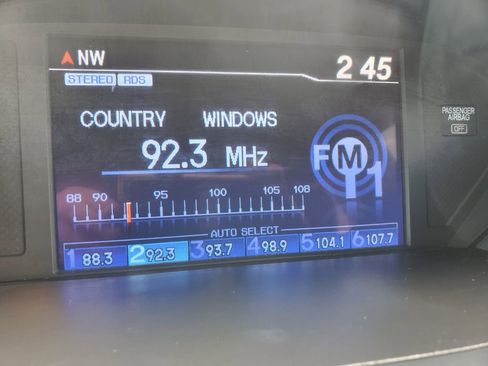 NW
2 45
STEREO RDS
COUNTRY WINDOWS
92.3 MHz
FM1
88 90 95 100 105 108
AUTO SELECT
1 88.3 2 92.3 3 93.7 4 98.9 5 104.1 6 107.7
PASSENGER
AIRBAG
OFF